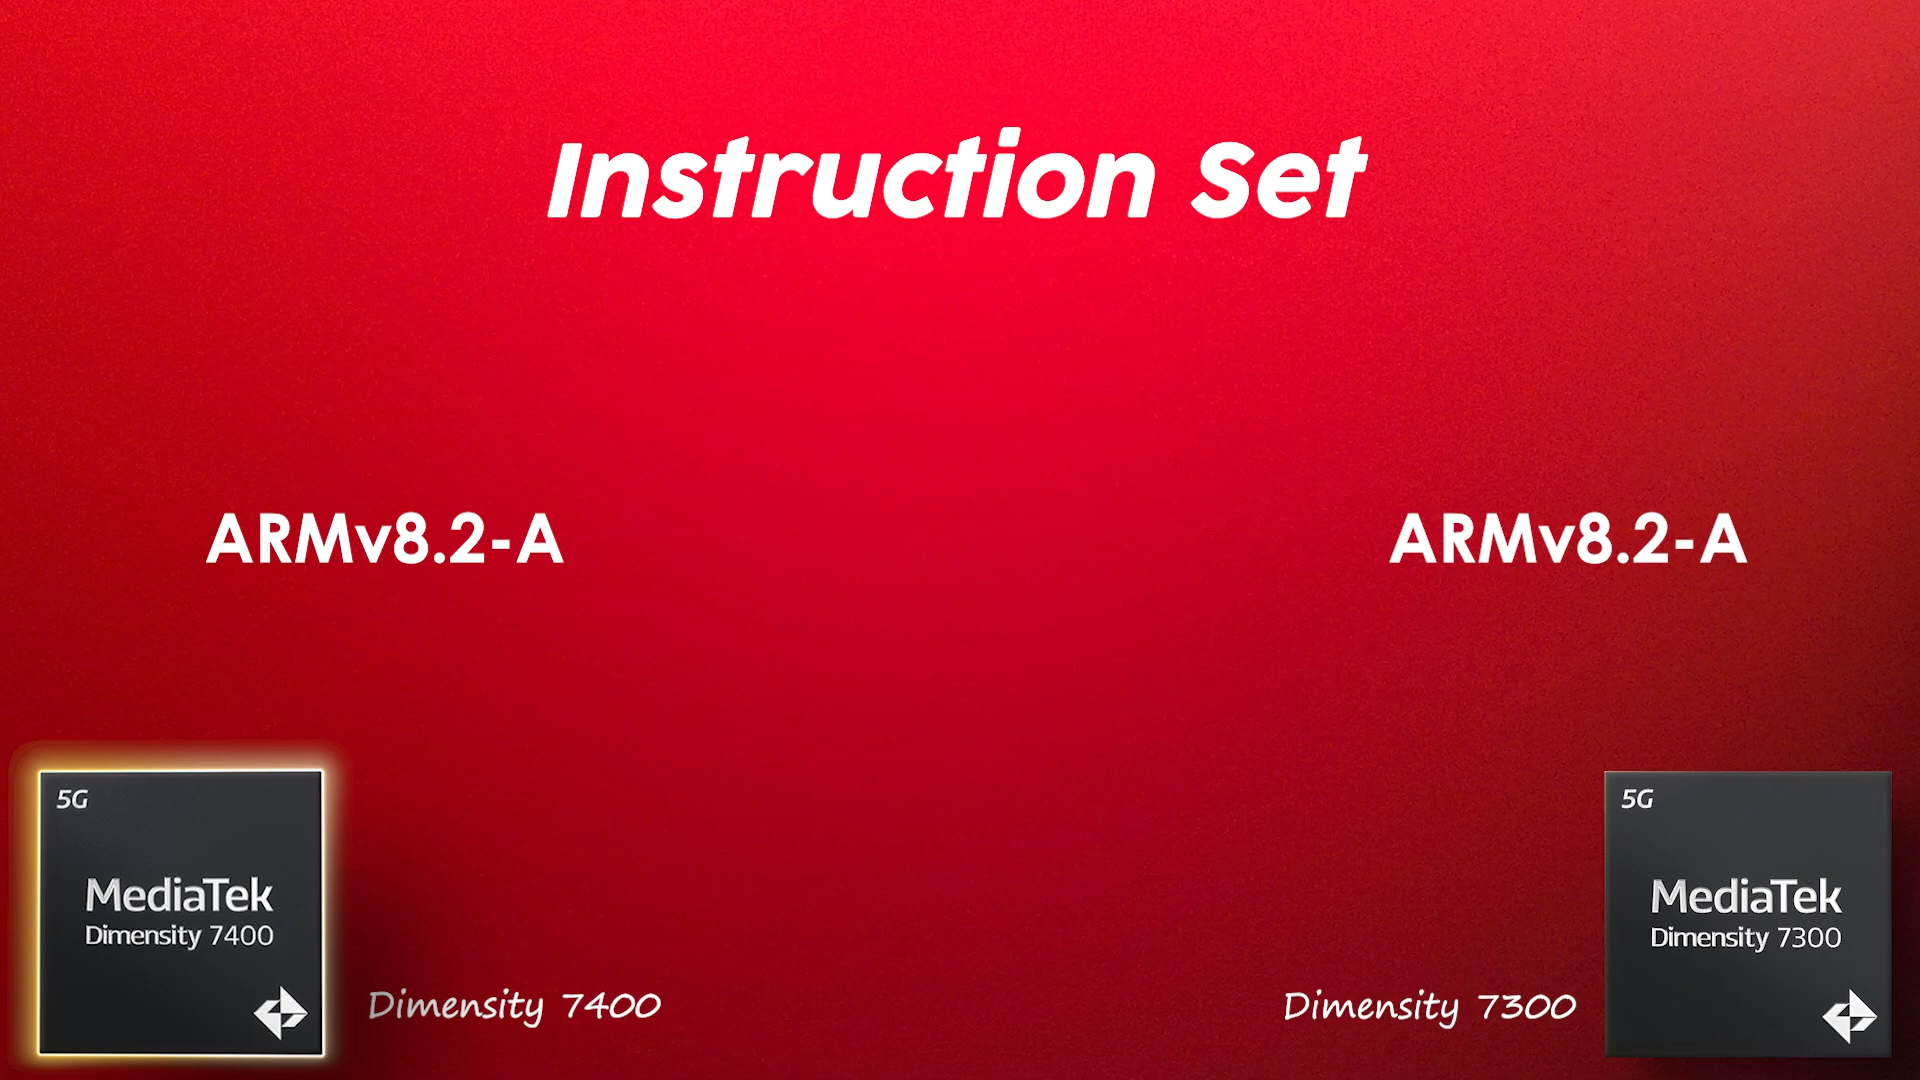 Instruction Set
ARMv8.2-A
ARMv8.2-A
5G
MediaTek
Dimensity 7400
Dimensity 7400
Dimensity 7300
5G
MediaTek
Dimensity 7300